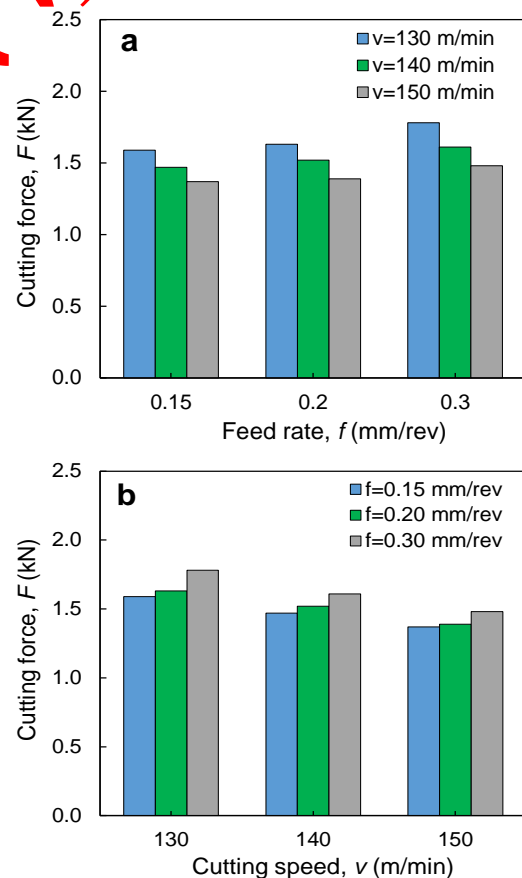 a
v=130 m/min
v=140 m/min
v=150 m/min
2.5
2.0
1.5
1.0
0.5
0.0
Cutting force, F (kN)
0.15 0.2 0.3
Feed rate, f (mm/rev)
b
f=0.15 mm/rev
f=0.20 mm/rev
f=0.30 mm/rev
2.5
2.0
1.5
1.0
0.5
0.0
Cutting force, F (kN)
130 140 150
Cutting speed, v (m/min)